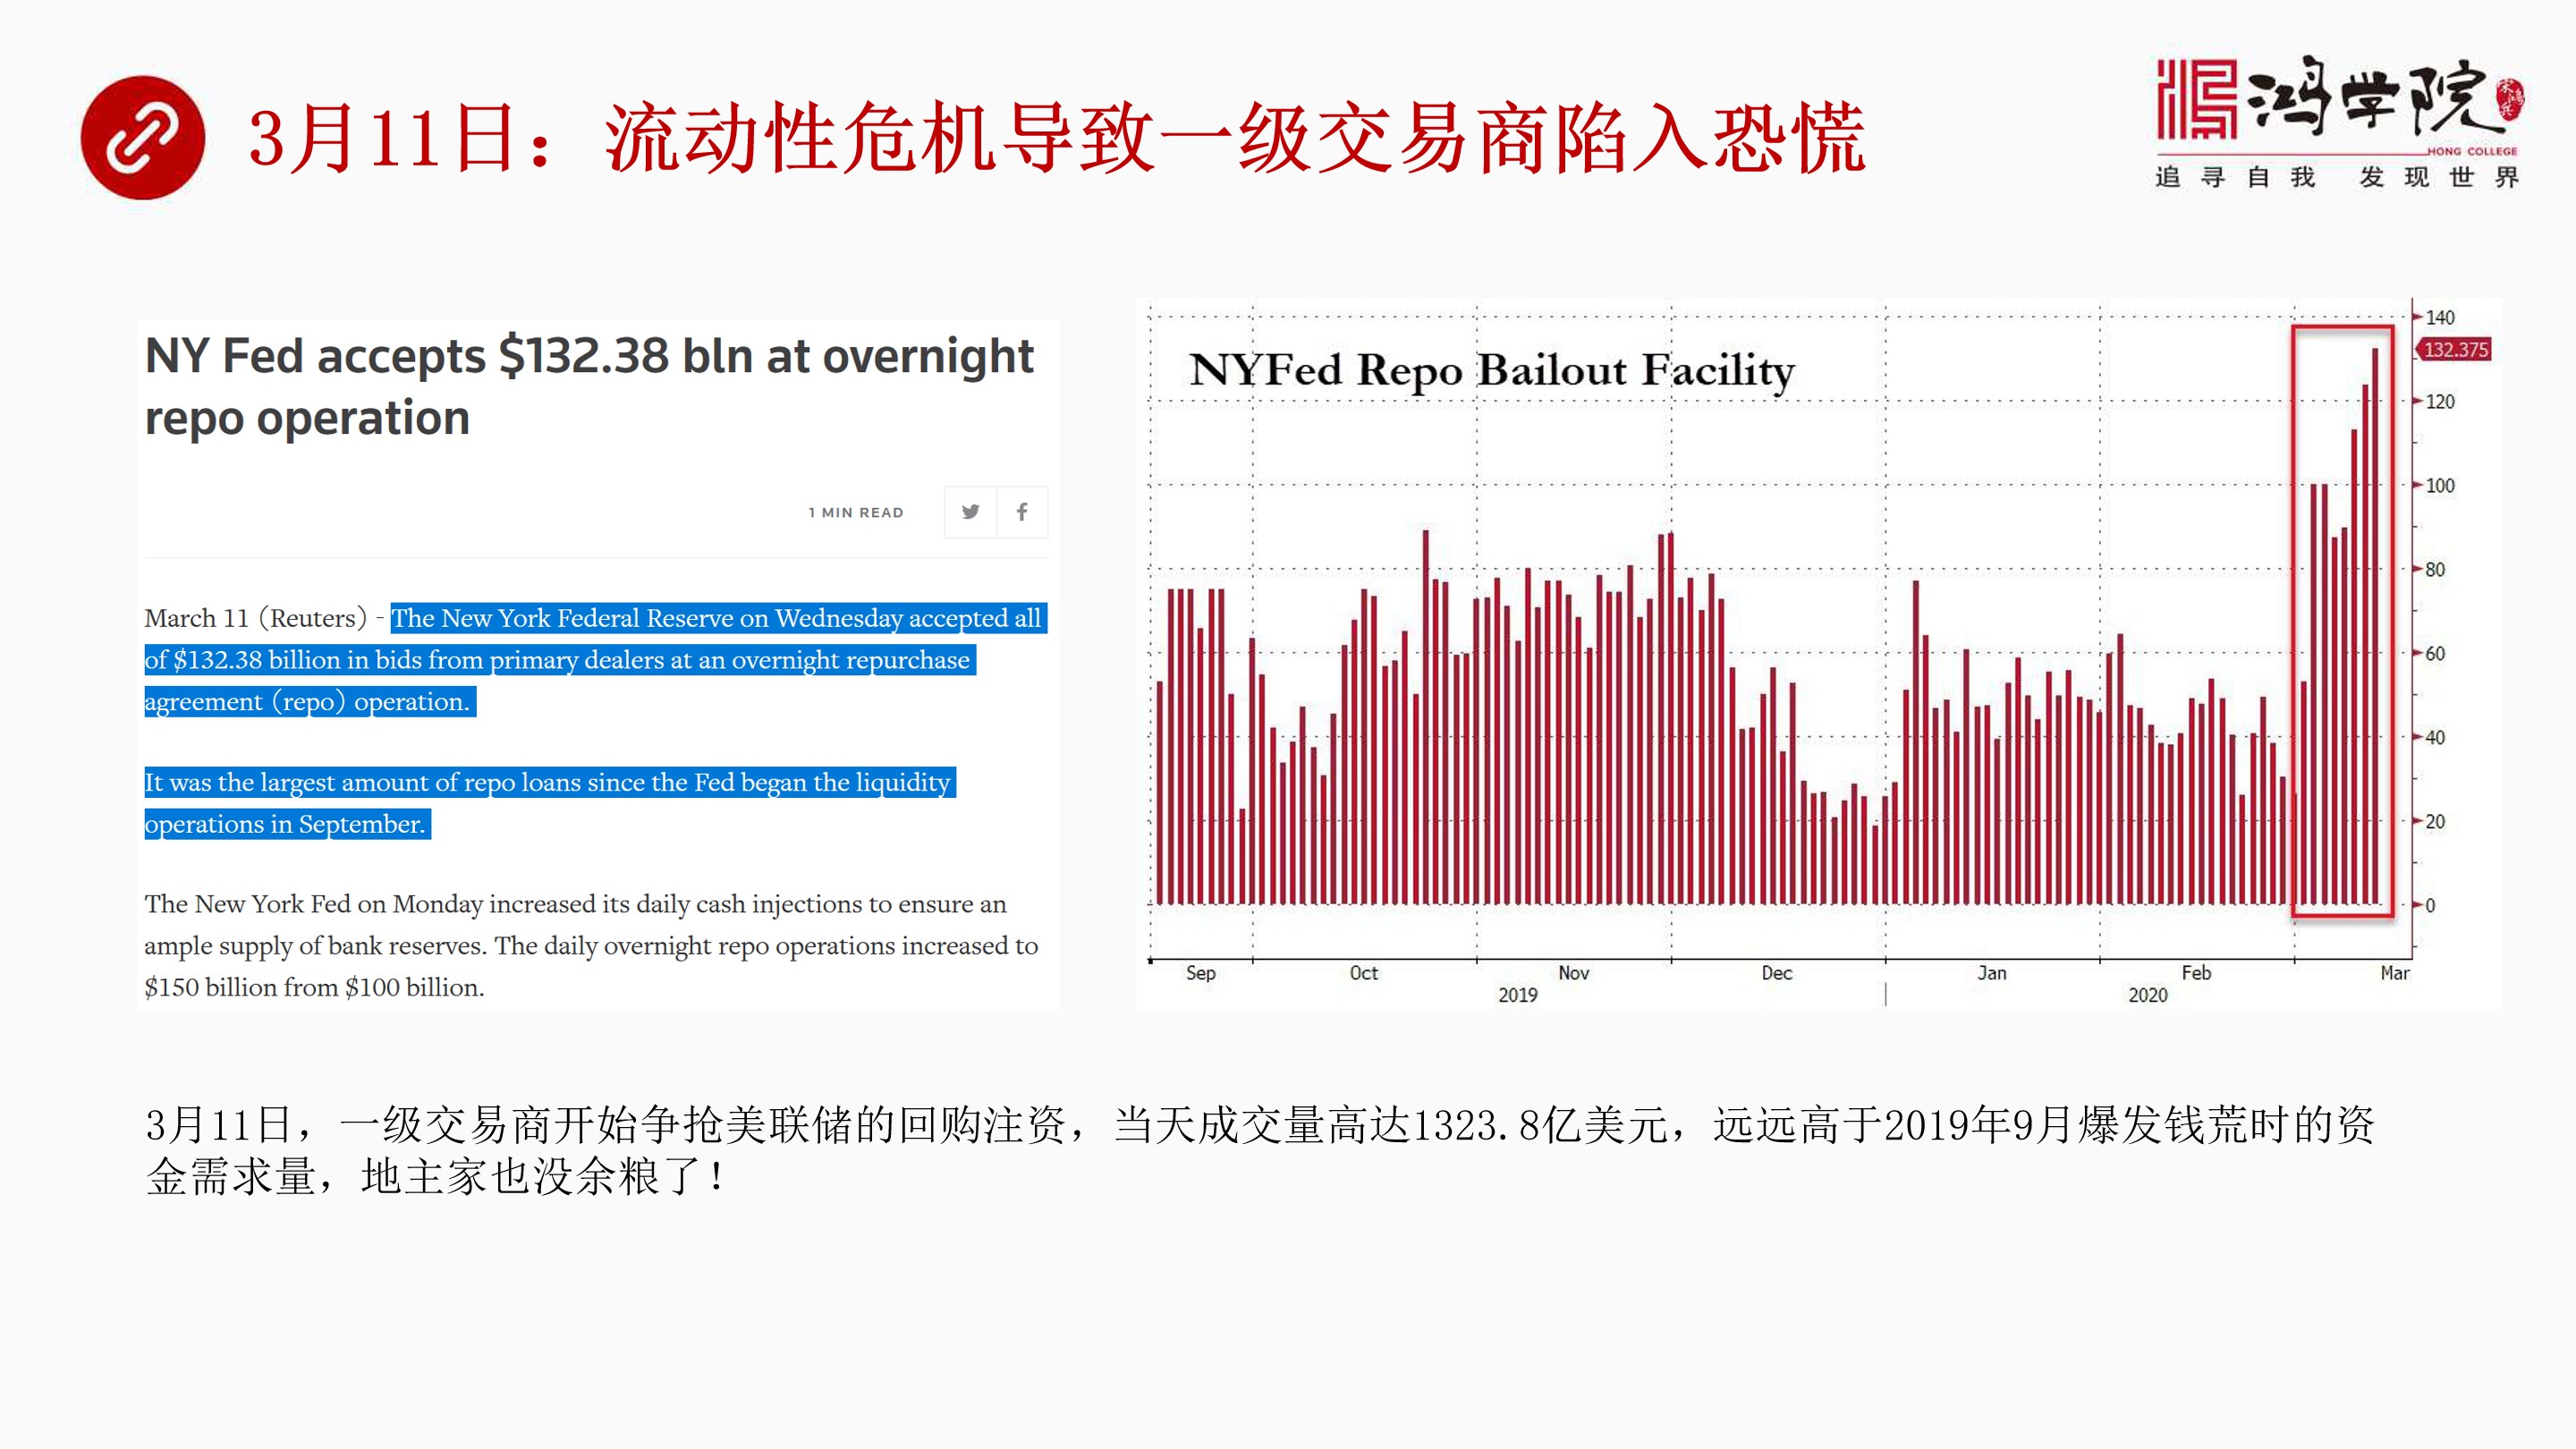 3月11日：流动性危机导致一级交易商陷入恐慌
鸿学院
HONG COLLEGE
追寻自我 发现世界
NY Fed accepts $132.38 bln at overnight
repo operation
1 MIN READ
March 11 (Reuters) - The New York Federal Reserve on Wednesday accepted all
of $132.38 billion in bids from primary dealers at an overnight repurchase
agreement (repo) operation.
It was the largest amount of repo loans since the Fed began the liquidity
operations in September.
The New York Fed on Monday increased its daily cash injections to ensure an
ample supply of bank reserves. The daily overnight repo operations increased to
$150 billion from $100 billion.
NYFed Repo Bailout Facility
140
132.375
120
100
80
60
40
20
0
Sep Oct Nov Dec Jan Feb Mar
2019 2020
3月11日，一级交易商开始争抢美联储的回购注资，当天成交量高达1323.8亿美元，远远高于2019年9月爆发钱荒时的资
金需求量，地主家也没余粮了！